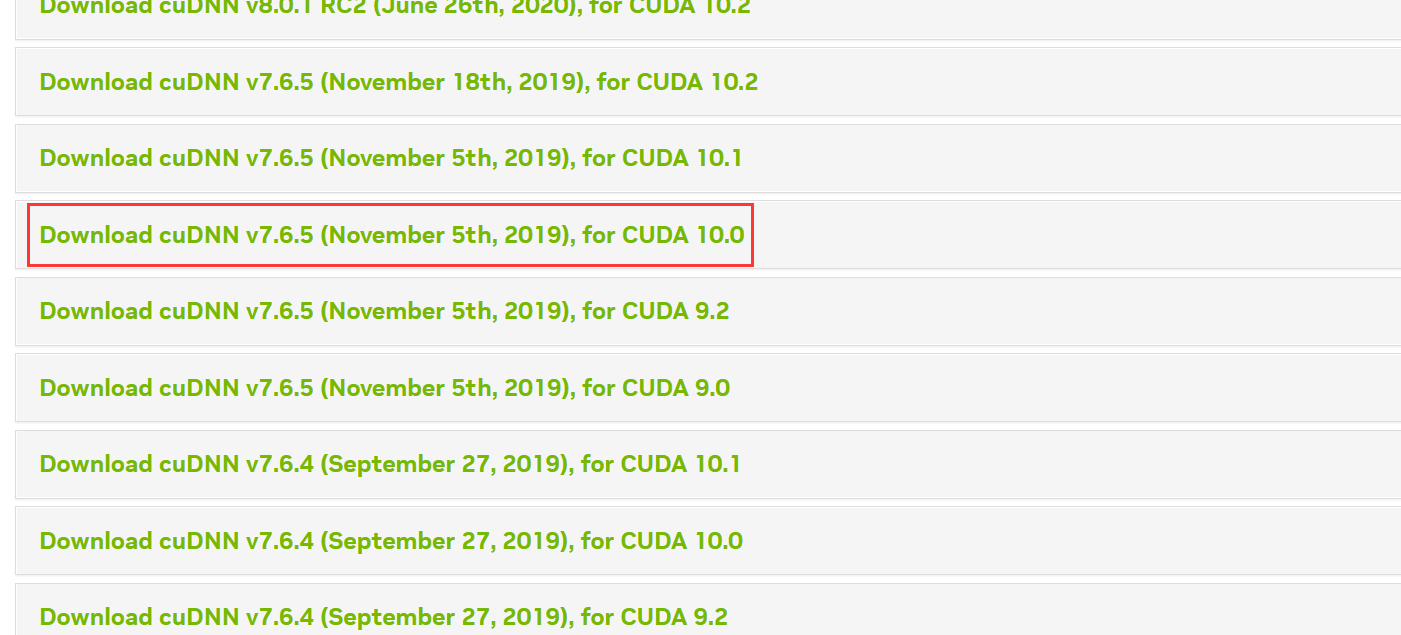 Download cuDNN v8.0.1 RC2 (June 26th, 2020), for CUDA 10.2
Download cuDNN v7.6.5 (November 18th, 2019), for CUDA 10.2
Download cuDNN v7.6.5 (November 5th, 2019), for CUDA 10.1
Download cuDNN v7.6.5 (November 5th, 2019), for CUDA 10.0
Download cuDNN v7.6.5 (November 5th, 2019), for CUDA 9.2
Download cuDNN v7.6.5 (November 5th, 2019), for CUDA 9.0
Download cuDNN v7.6.4 (September 27, 2019), for CUDA 10.1
Download cuDNN v7.6.4 (September 27, 2019), for CUDA 10.0
Download cuDNN v7.6.4 (September 27, 2019), for CUDA 9.2